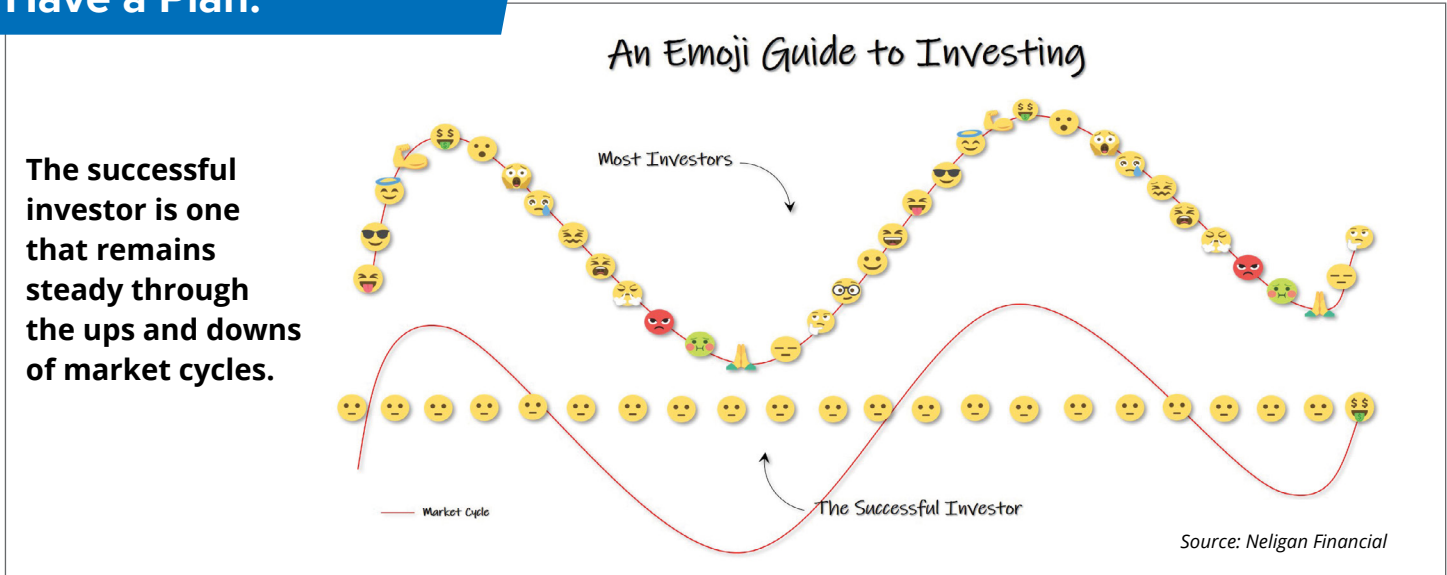 Have a Plan.
An Emoji Guide to Investing
The successful
investor is one
that remains
steady through
the ups and downs
of market cycles.
Most Investors
The Successful Investor
Market Cycle
Source: Neligan Financial